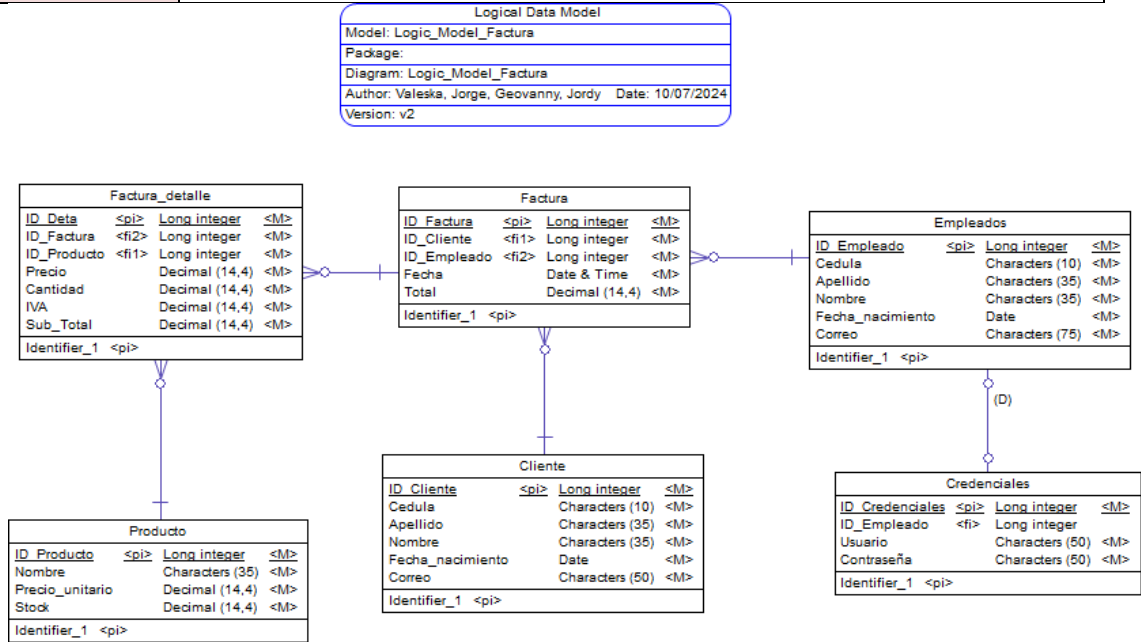 Logical Data Model
Model: Logic_Model_Factura
Package:
Diagram: Logic_Model_Factura
Author: Valeska, Jorge, Geovanny, Jordy Date: 10/07/2024
Version: v2
Factura_detalle
ID_Deta <pi> Long integer <M>
ID_Factura <fi2> Long integer <M>
ID_Producto <fi1> Long integer <M>
Precio Decimal (14,4) <M>
Cantidad Decimal (14,4) <M>
IVA Decimal (14,4) <M>
Sub_Total Decimal (14,4) <M>
Identifier_1 <pi>
Factura
ID_Factura <pi> Long integer <M>
ID_Cliente <fi1> Long integer <M>
ID_Empleado <fi2> Long integer <M>
Fecha Date & Time <M>
Total Decimal (14,4) <M>
Identifier_1 <pi>
Empleados
ID_Empleado <pi> Long integer <M>
Cedula Characters (10) <M>
Apellido Characters (35) <M>
Nombre Characters (35) <M>
Fecha_nacimiento Date <M>
Correo Characters (75) <M>
Identifier_1 <pi>
(D)
Producto
ID_Producto <pi> Long integer <M>
Nombre Characters (35) <M>
Precio_unitario Decimal (14,4) <M>
Stock Decimal (14,4) <M>
Identifier_1 <pi>
Cliente
ID_Cliente <pi> Long integer <M>
Cedula Characters (10) <M>
Apellido Characters (35) <M>
Nombre Characters (35) <M>
Fecha_nacimiento Date <M>
Correo Characters (50) <M>
Identifier_1 <pi>
Credenciales
ID_Credenciales <pi> Long integer <M>
ID_Empleado <fi> Long integer
Usuario Characters (50) <M>
Contraseña Characters (50) <M>
Identifier_1 <pi>